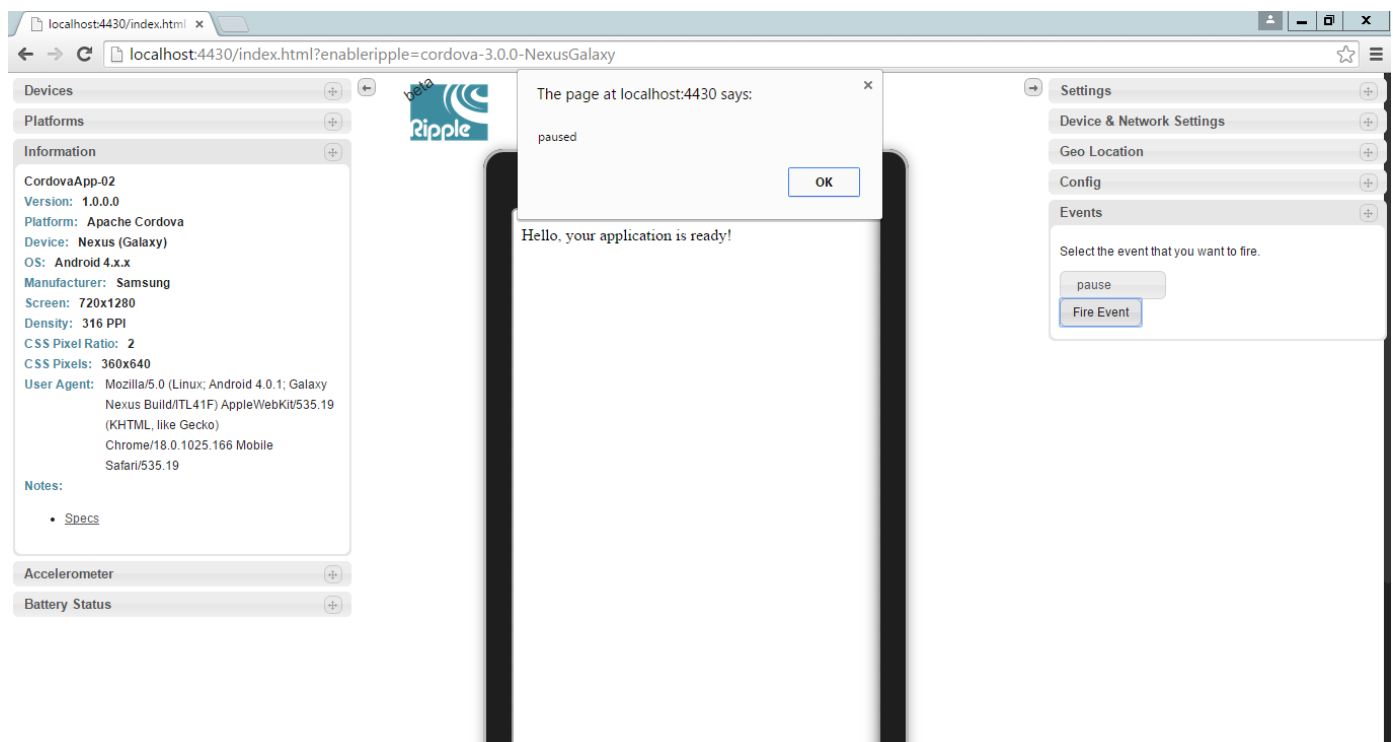 localhost:4430/index.html
localhost:4430/index.html?enableripple=cordova-3.0.0-NexusGalaxy
Devices
Platforms
Information
CordovaApp-02
Version: 1.0.0.0
Platform: Apache Cordova
Device: Nexus (Galaxy)
OS: Android 4.x.x
Manufacturer: Samsung
Screen: 720x1280
Density: 316 PPI
CSS Pixel Ratio: 2
CSS Pixels: 360x640
User Agent: Mozilla/5.0 (Linux; Android 4.0.1; Galaxy
Nexus Build/ITL41F) AppleWebKit/535.19
(KHTML, like Gecko)
Chrome/18.0.1025.166 Mobile
Safari/535.19
Notes:
Specs
Accelerometer
Battery Status
beta
Ripple
The page at localhost:4430 says:
paused
OK
Hello, your application is ready!
Settings
Device & Network Settings
Geo Location
Config
Events
Select the event that you want to fire.
pause
Fire Event